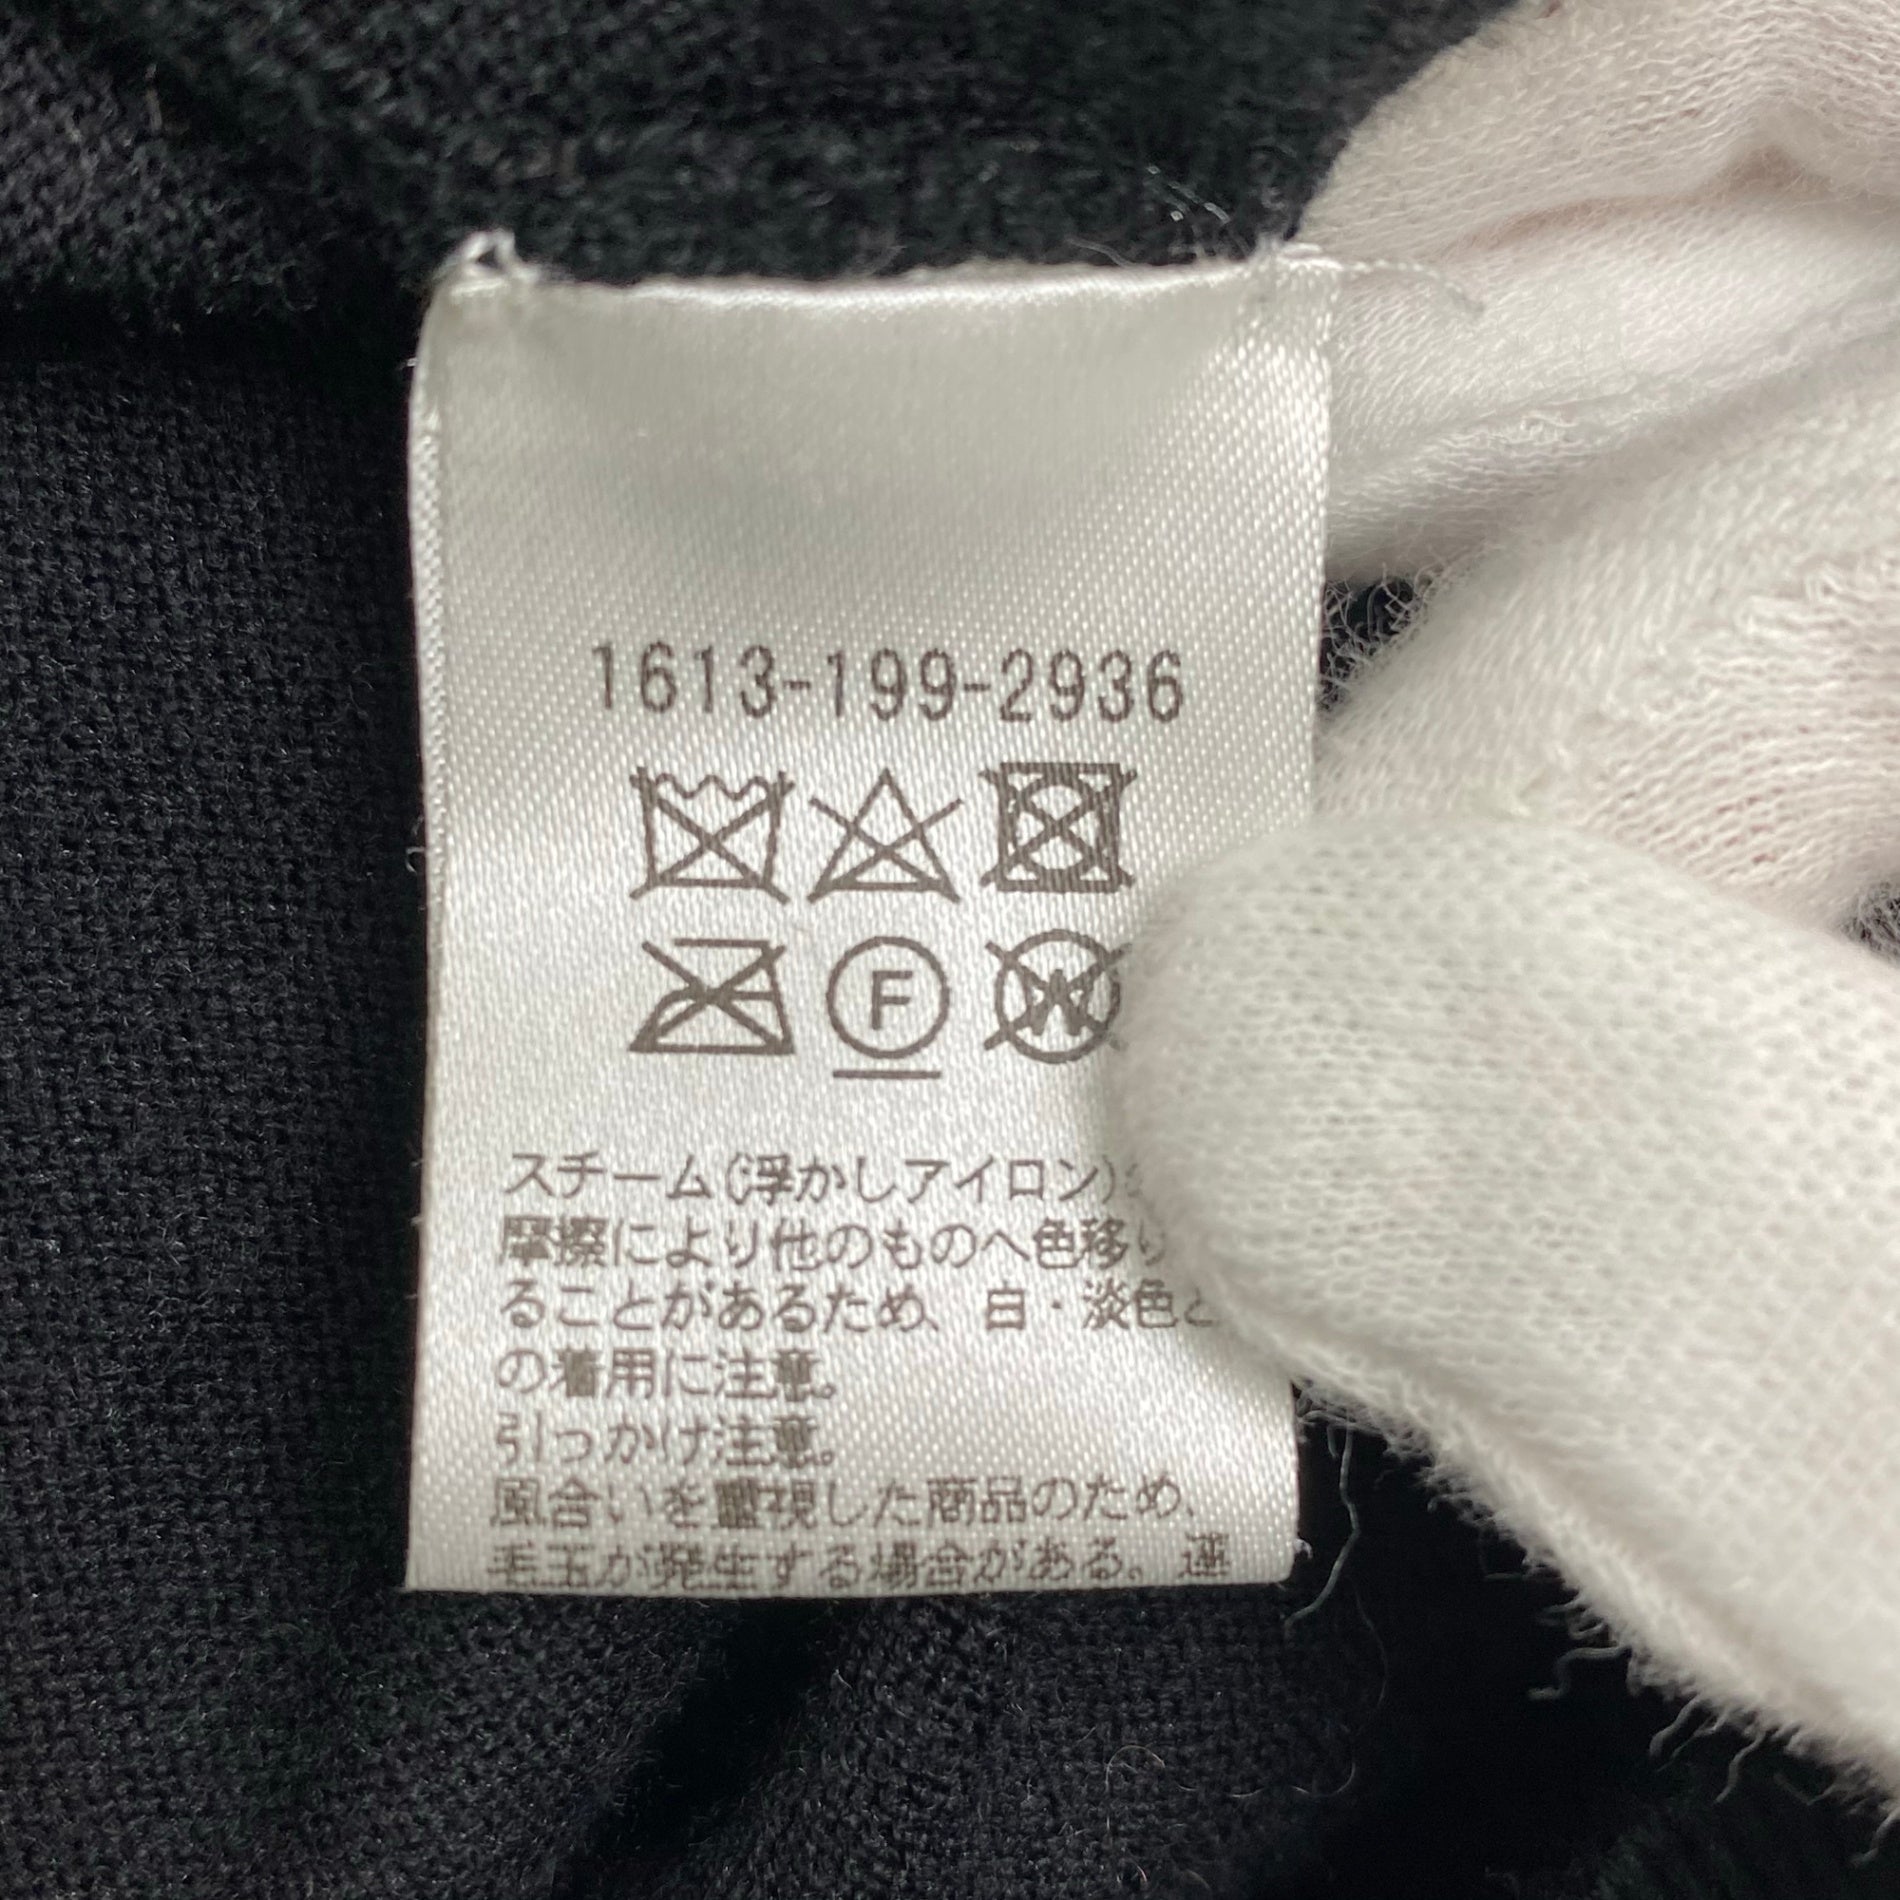 1613-199-2936
F
W
スチーム(浮かしアイロン)
摩擦により他のものへ色移り
ることがあるため、白・淡色と
の着用に注意。
引っかけ注意。
風合いを重視した商品のため、
毛玉が発生する場合がある。連